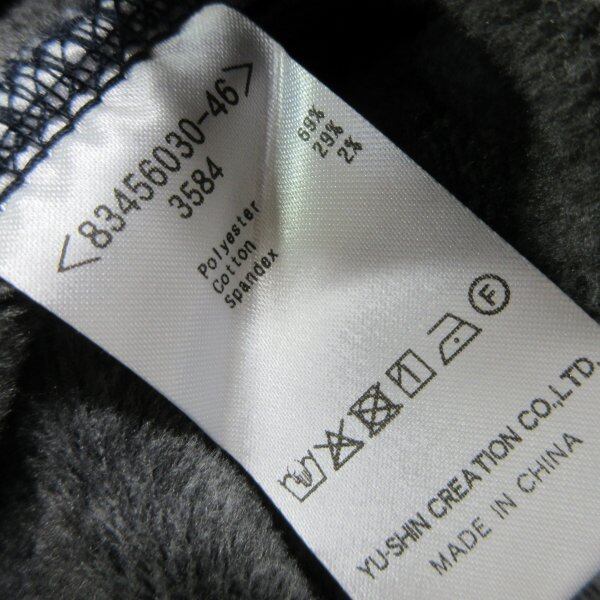 <83456030-46>
3584
Polyester 69%
Cotton 29%
Spandex 2%
F
YU-SHIN CREATION CO.,LTD.
MADE IN CHINA